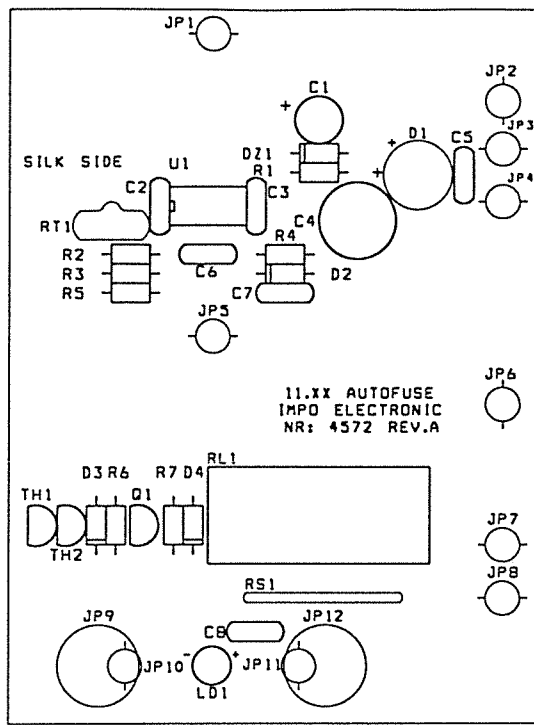 JP1
JP2
C1
JP3
D1
C5
SILK SIDE
U1
DZ1
R1
C2
C3
JP4
RT1
C4
R4
R2
R3
C6
D2
R5
C7
JP5
11.XX AUTOFUSE
IMPO ELECTRONIC
NR: 4572 REV.A
JP6
RL1
D3 R6
R7 D4
TH1
Q1
TH2
JP7
RS1
JP8
JP9
JP12
C8
JP10
JP11
LD1